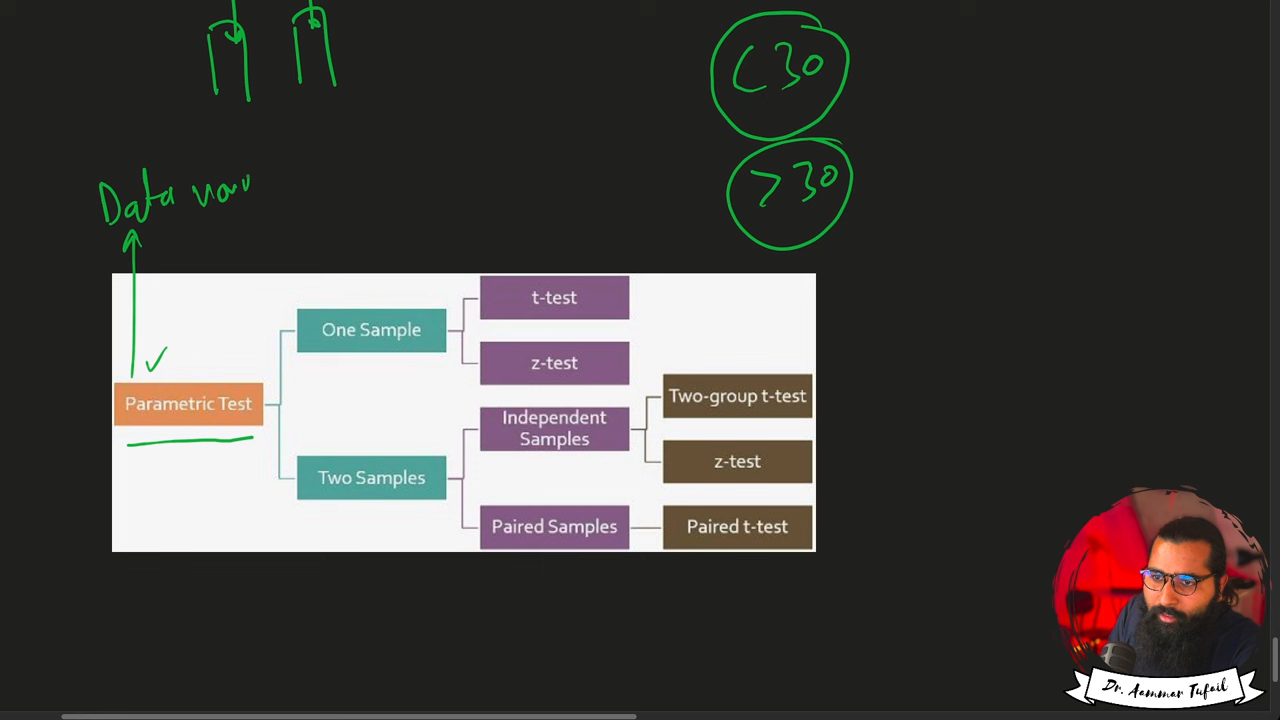 <30
>30
Data nor
t-test
One Sample
z-test
Two-group t-test
Parametric Test
Independent
Samples
z-test
Two Samples
Paired Samples
Paired t-test
Dr. Aammar Tufail